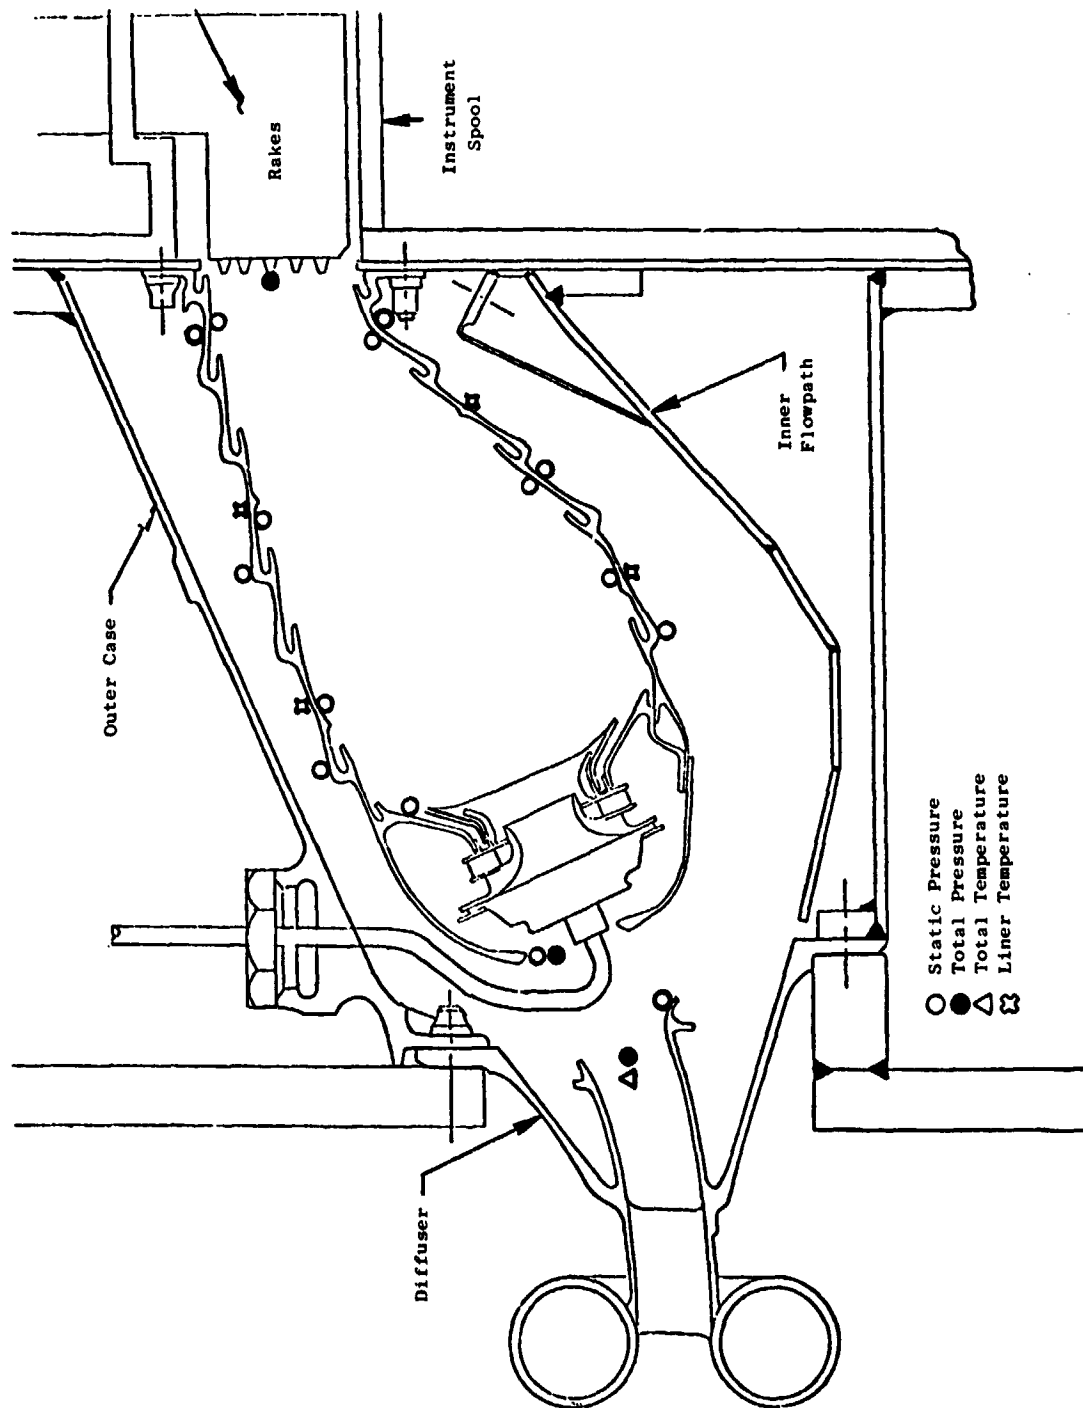 Outer Case
Rakes
Instrument
Spool
Inner
Flowpath
Diffuser
Static Pressure
Total Pressure
Total Temperature
Liner Temperature